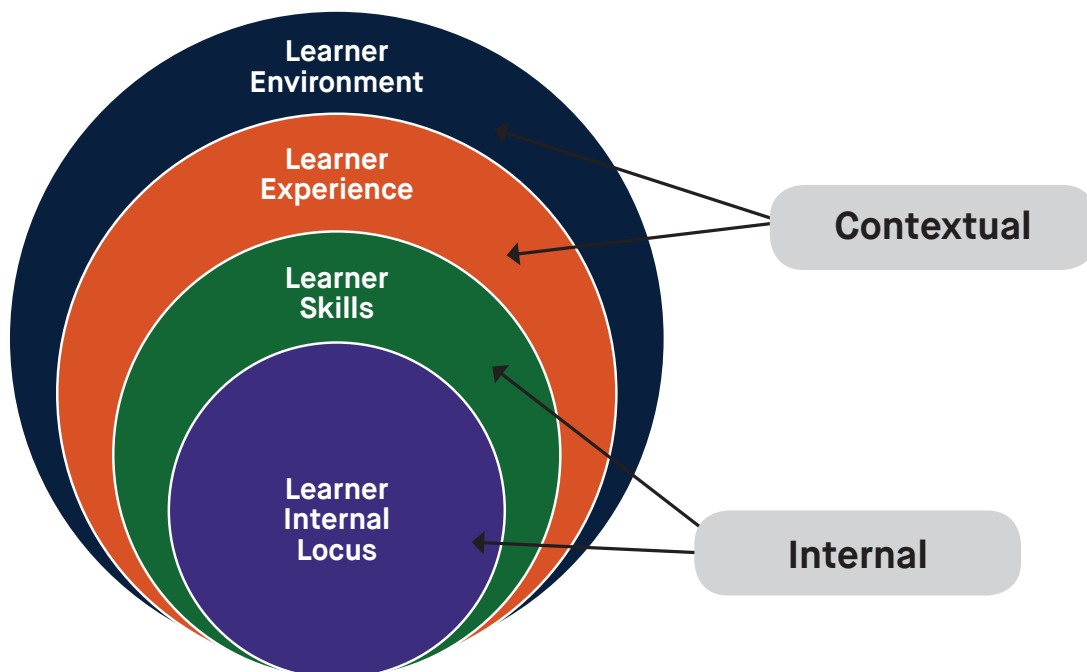 Learner
Environment
Learner
Experience
Contextual
Learner
Skills
Learner
Internal
Locus
Internal